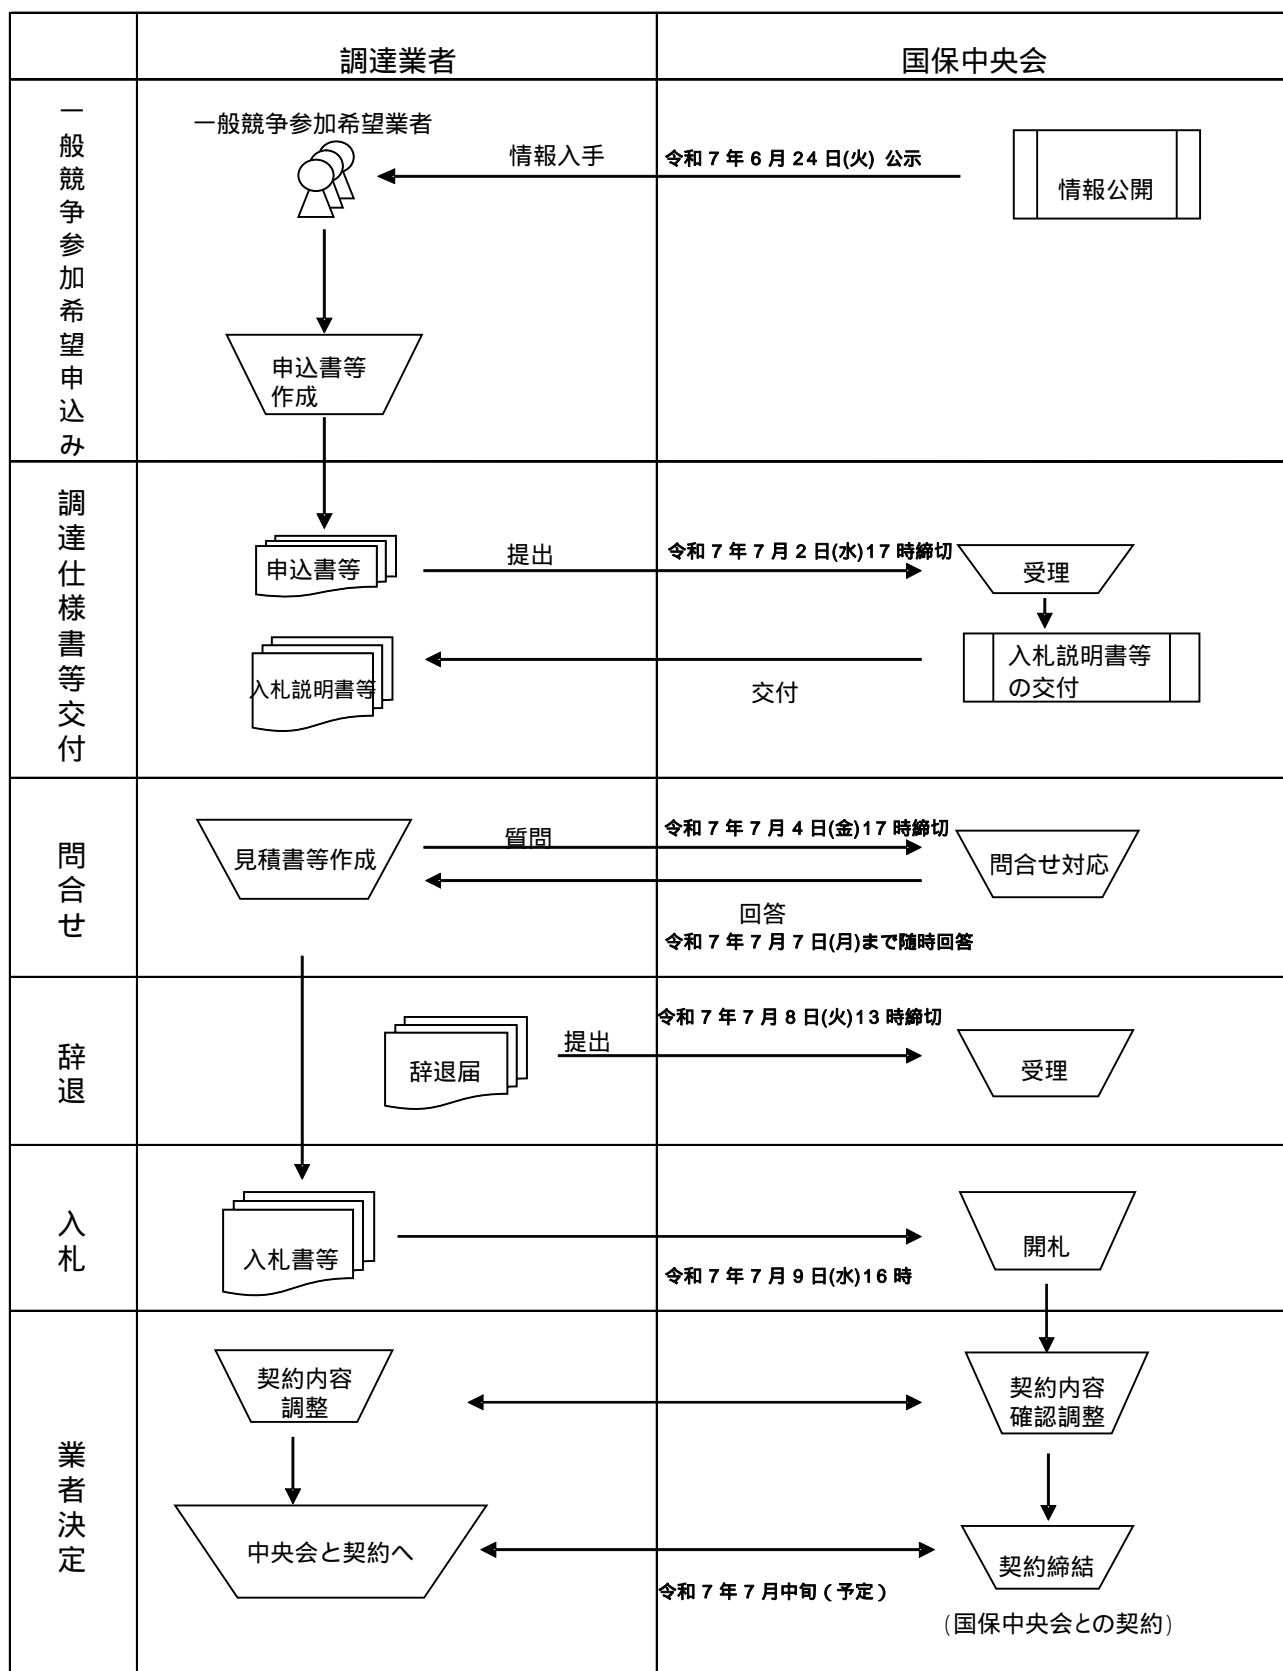 調達業者
国保中央会
一般競争参加希望申込み
一般競争参加希望業者
情報入手
令和7年6月24日(火) 公示
情報公開
申込書等
作成
調達仕様書等交付
申込書等
提出
令和7年7月2日(水)17時締切
受理
入札説明書等
交付
入札説明書等
の交付
問合せ
見積書等作成
質問
令和7年7月4日(金)17時締切
問合せ対応
回答
令和7年7月7日(月)まで随時回答
辞退
辞退届
提出
令和7年7月8日(火)13時締切
受理
入札
入札書等
令和7年7月9日(水)16時
開札
業者決定
契約内容
調整
契約内容
確認調整
中央会と契約へ
令和7年7月中旬（予定）
契約締結
(国保中央会との契約)